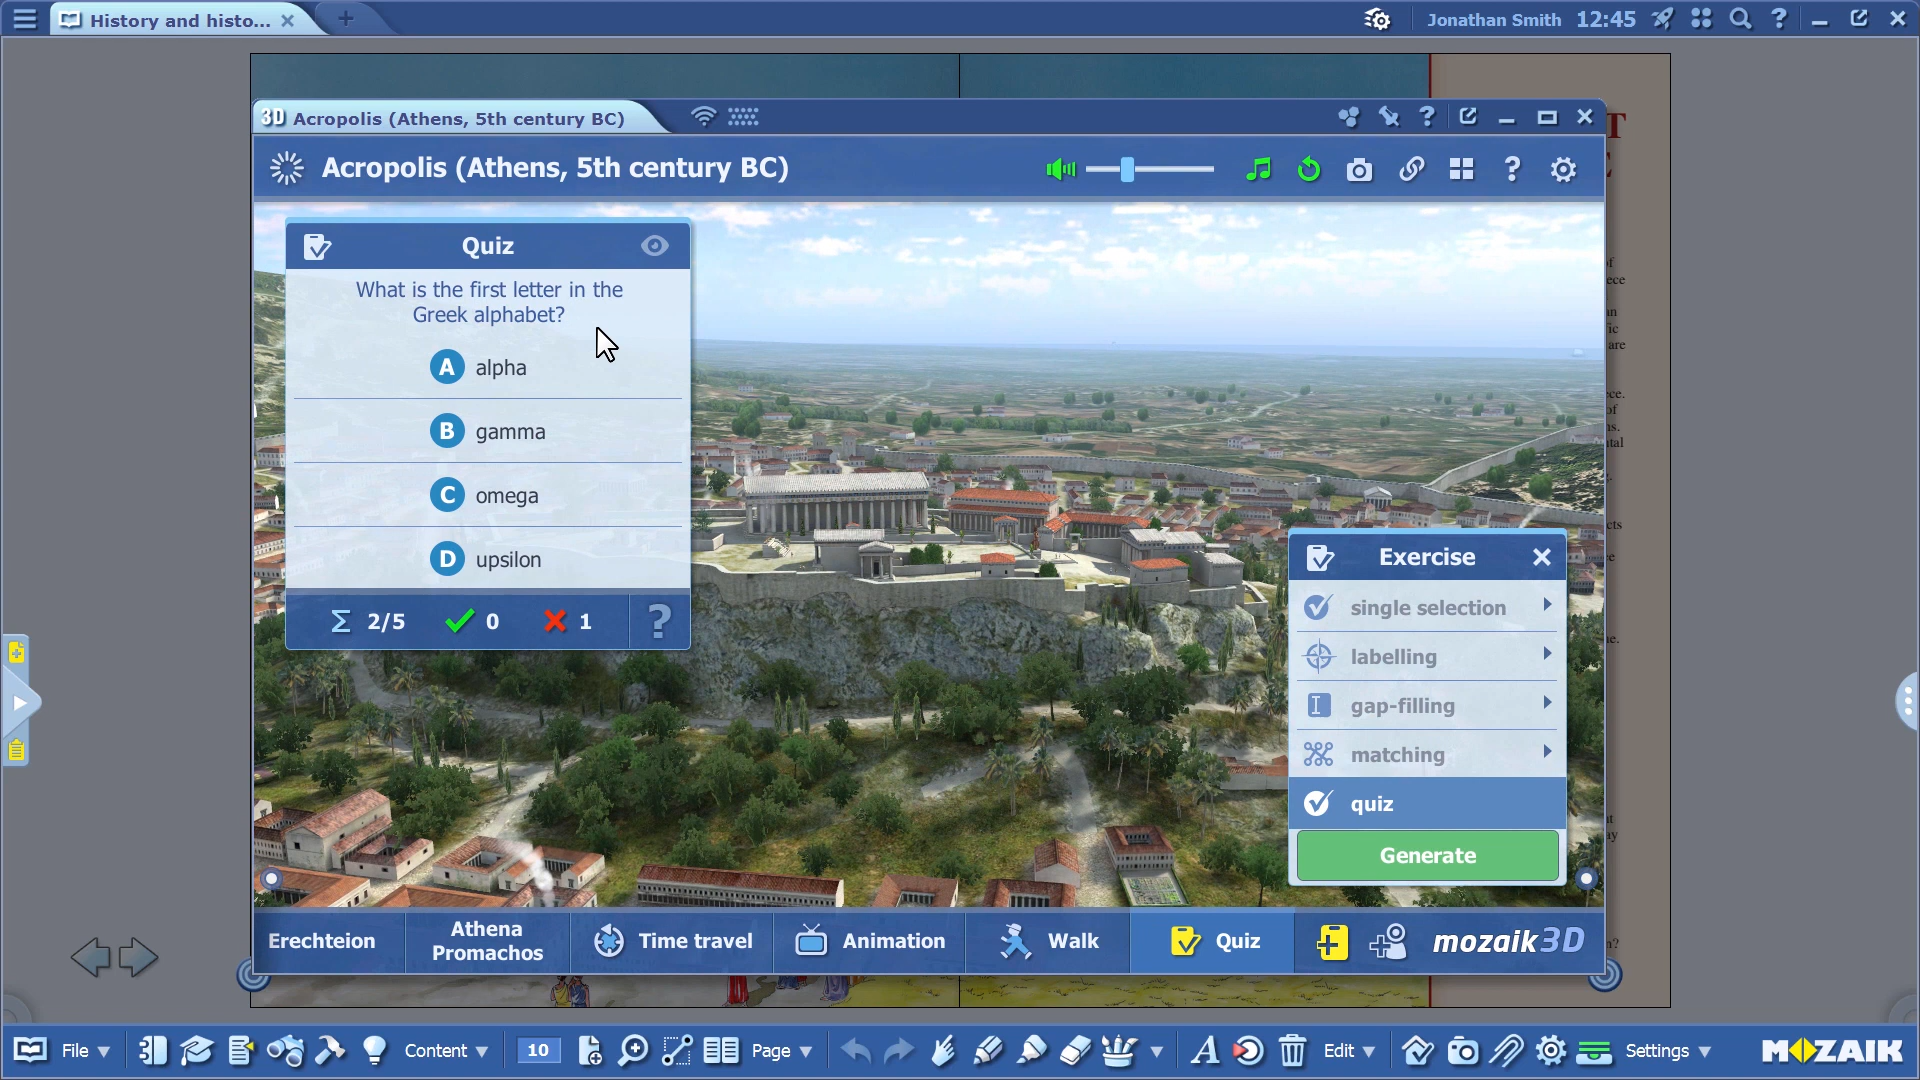 History and histo...
Jonathan Smith 12:45
3D Acropolis (Athens, 5th century BC)
Acropolis (Athens, 5th century BC)
Quiz
What is the first letter in the
Greek alphabet?
A alpha
B gamma
C omega
D upsilon
Σ 2/5 0 1
Exercise
single selection
labelling
gap-filling
matching
quiz
Generate
Erechteion
Athena
Promachos
Time travel
Animation
Walk
Quiz
mozaik3D
File
Content
10
Page
Edit
Settings
MOZAIK